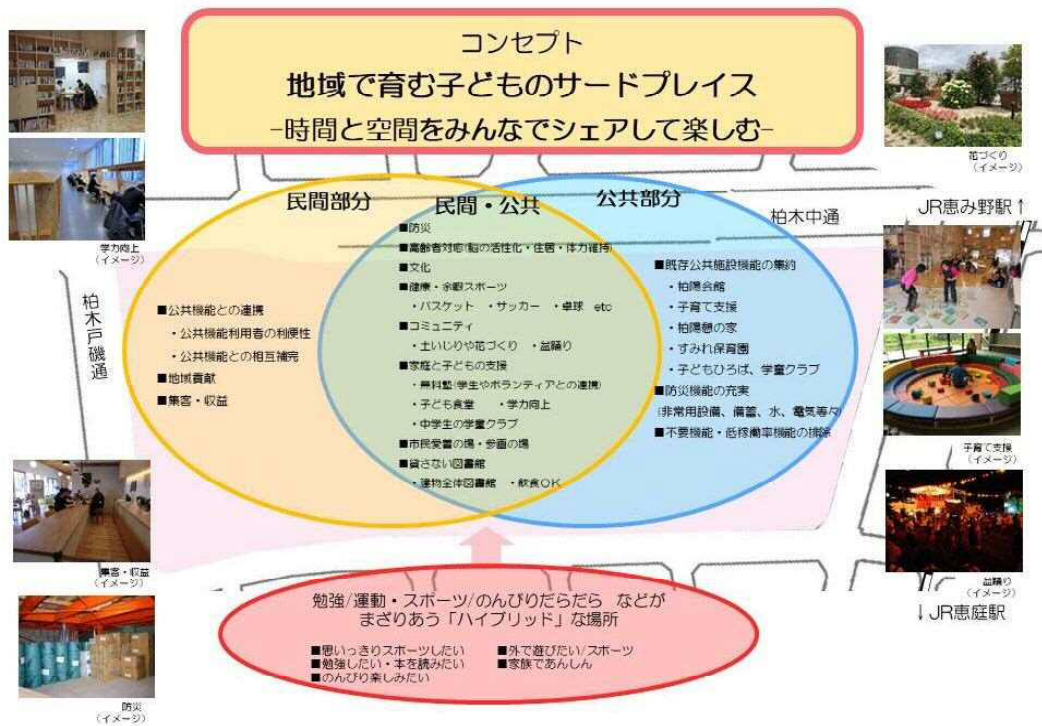 コンセプト
地域で育む子どものサードプレイス
-時間と空間をみんなでシェアして楽しむ-
学力向上
(イメージ)
集客・収益
(イメージ)
防災
(イメージ)
柏木戸磯通
民間部分
■公共機能との連携
・公共機能利用者の利便性
・公共機能との相互補完
■地域貢献
■集客・収益
民間・公共
■防災
■高齢者対応(脳の活性化・住居・体力維持)
■文化
■健康・余暇スポーツ
・バスケット ・サッカー ・卓球 etc
■コミュニティ
・土いじりや花づくり ・盆踊り
■家庭と子どもの支援
・無料塾(学生やボランティアとの連携)
・子ども食堂 ・学力向上
・中学生の学童クラブ
■市民愛着の場・参画の場
■貸さない図書館
・建物全体図書館 ・飲食OK
公共部分
■既存公共施設機能の集約
・柏陽会館
・子育て支援
・柏陽憩の家
・すみれ保育園
・子どもひろば、学童クラブ
■防災機能の充実
(非常用設備、備蓄、水、電気等々)
■不要機能・低稼働率機能の排除
柏木中通
花づくり
(イメージ)
JR恵み野駅↑
子育て支援
(イメージ)
盆踊り
(イメージ)
↓JR恵庭駅
勉強/運動・スポーツ/のんびりだらだら などが
まざりあう「ハイブリッド」な場所
■思いっきりスポーツしたい ■外で遊びたい/スポーツ
■勉強したい・本を読みたい ■家族であんしん
■のんびり楽しみたい